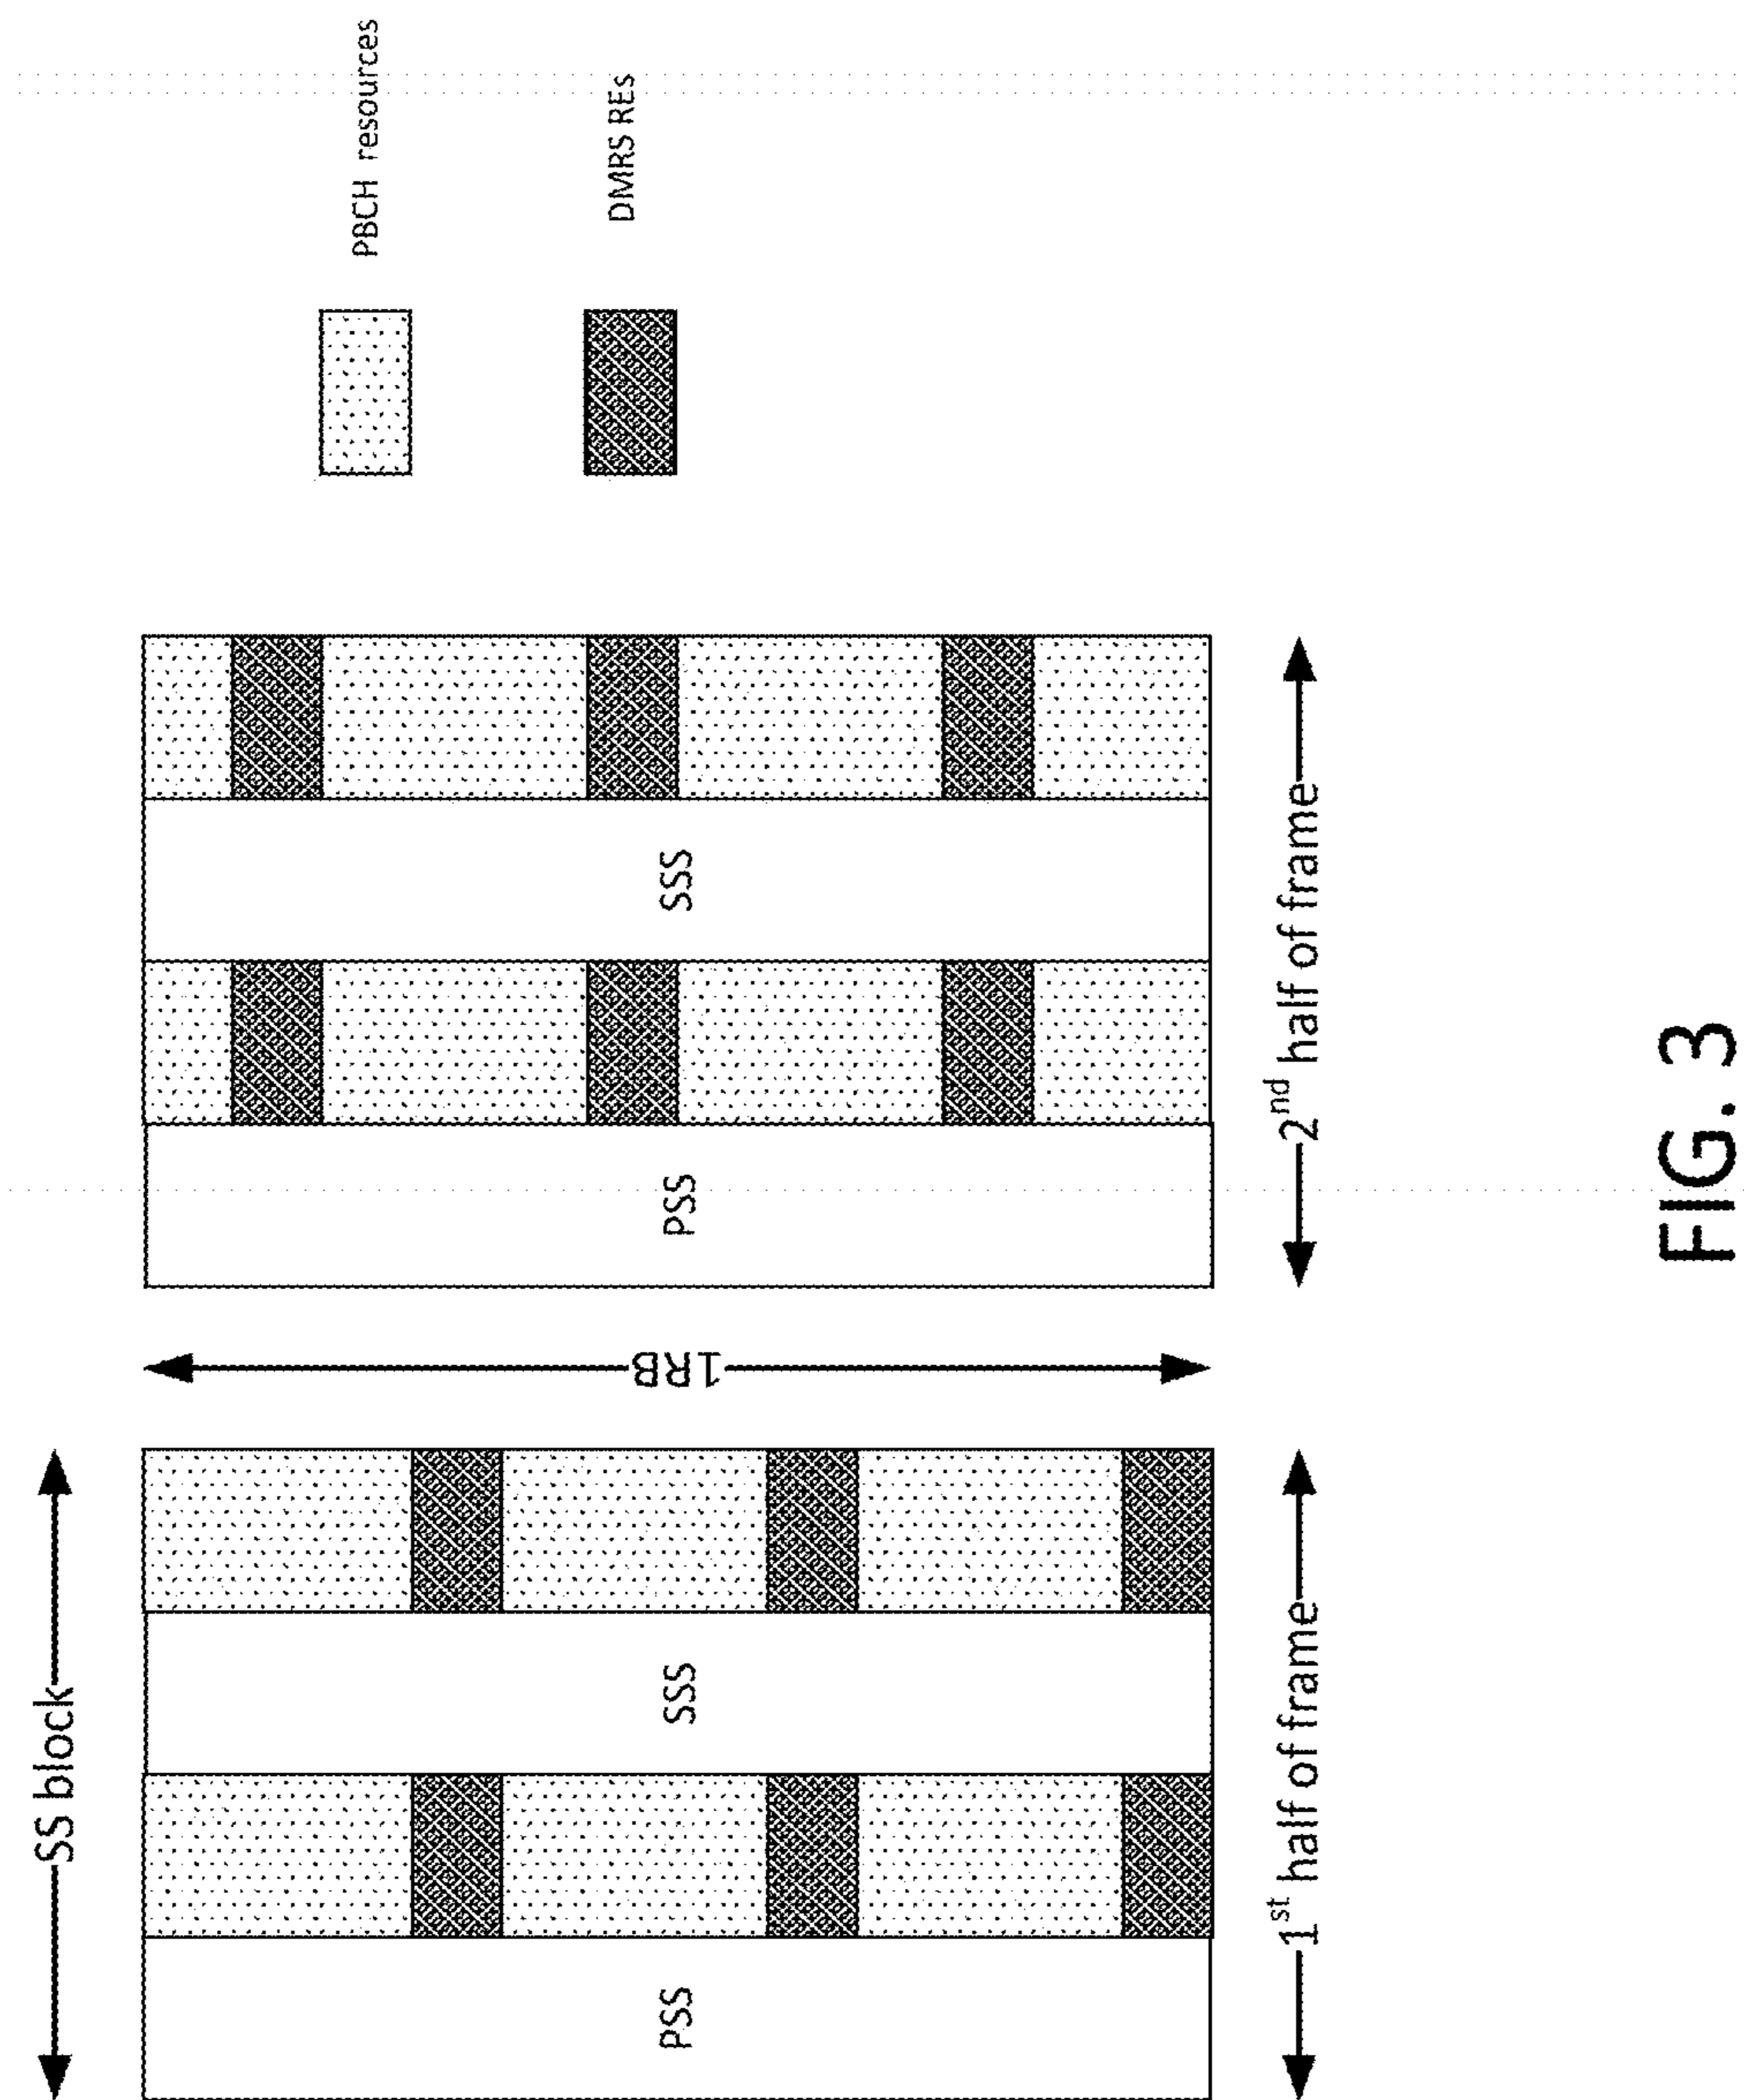 SS block
PSS
SSS
1st half of frame
1RB
PSS
SSS
2nd half of frame
PBCH resources
DMRS REs
FIG. 3